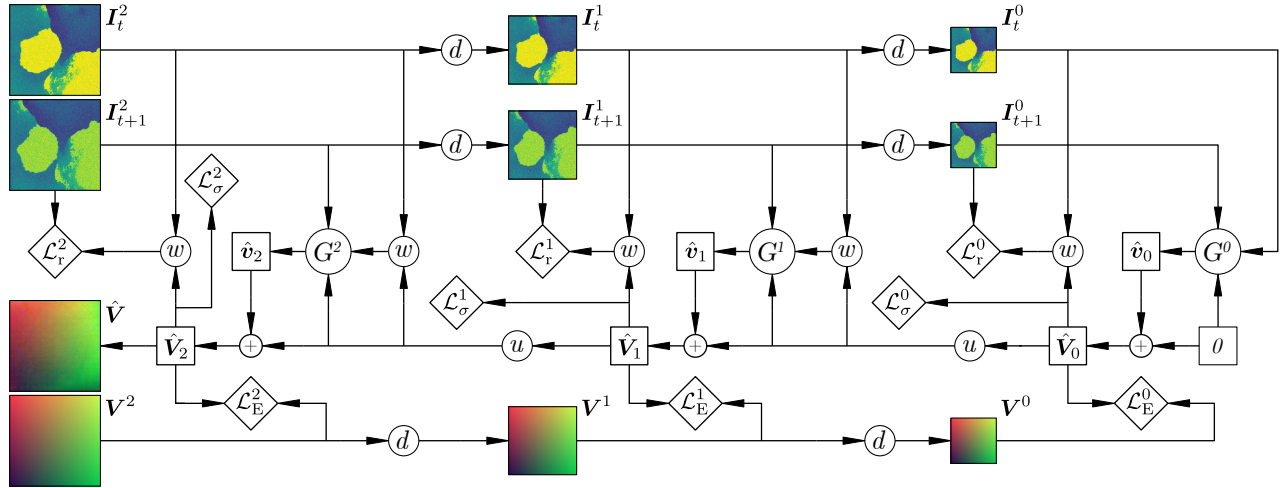 I_t^2 d I_t^1 d I_t^0
I_{t+1}^2 d I_{t+1}^1 d I_{t+1}^0
ℒ_σ^2
ℒ_r^2 w v̂_2 G^2 w ℒ_r^1 w v̂_1 G^1 w ℒ_r^0 w v̂_0 G^0
V̂ ℒ_σ^1 ℒ_σ^0
V̂_2 + u V̂_1 + u V̂_0 + 0
V^2 ℒ_E^2 V^1 ℒ_E^1 V^0 ℒ_E^0
d d